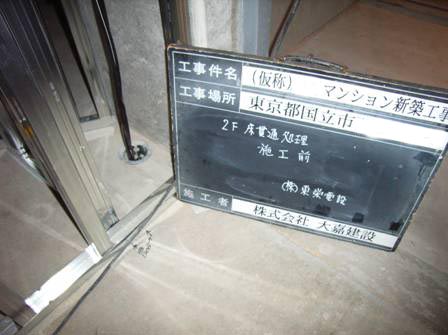 工事件名 (仮称) マンション新築工事
工事場所 東京都国立市
2F 床貫通処理
施工前
(株)東栄電設
施工者 株式会社 大嘉建設